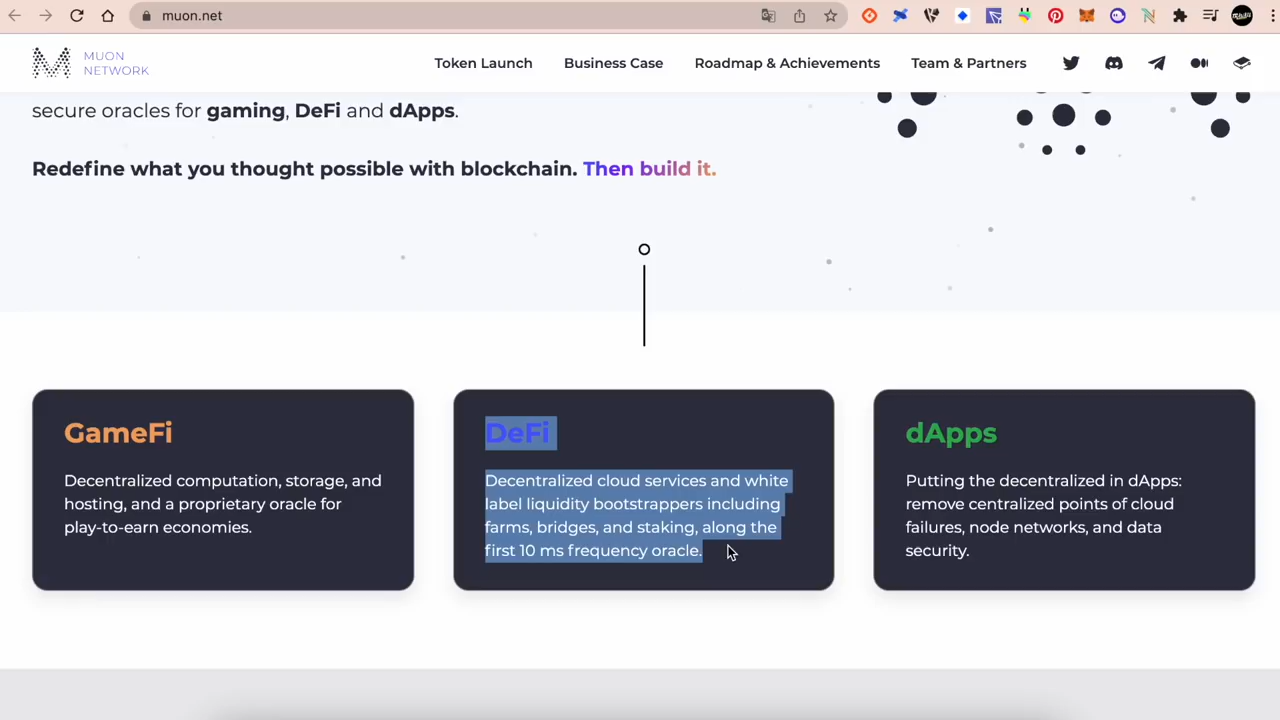 muon.net
MUON
NETWORK
Token Launch
Business Case
Roadmap & Achievements
Team & Partners
secure oracles for gaming, DeFi and dApps.
Redefine what you thought possible with blockchain. Then build it.
GameFi
Decentralized computation, storage, and
hosting, and a proprietary oracle for
play-to-earn economies.
DeFi
Decentralized cloud services and white
label liquidity bootstrappers including
farms, bridges, and staking, along the
first 10 ms frequency oracle.
dApps
Putting the decentralized in dApps:
remove centralized points of cloud
failures, node networks, and data
security.